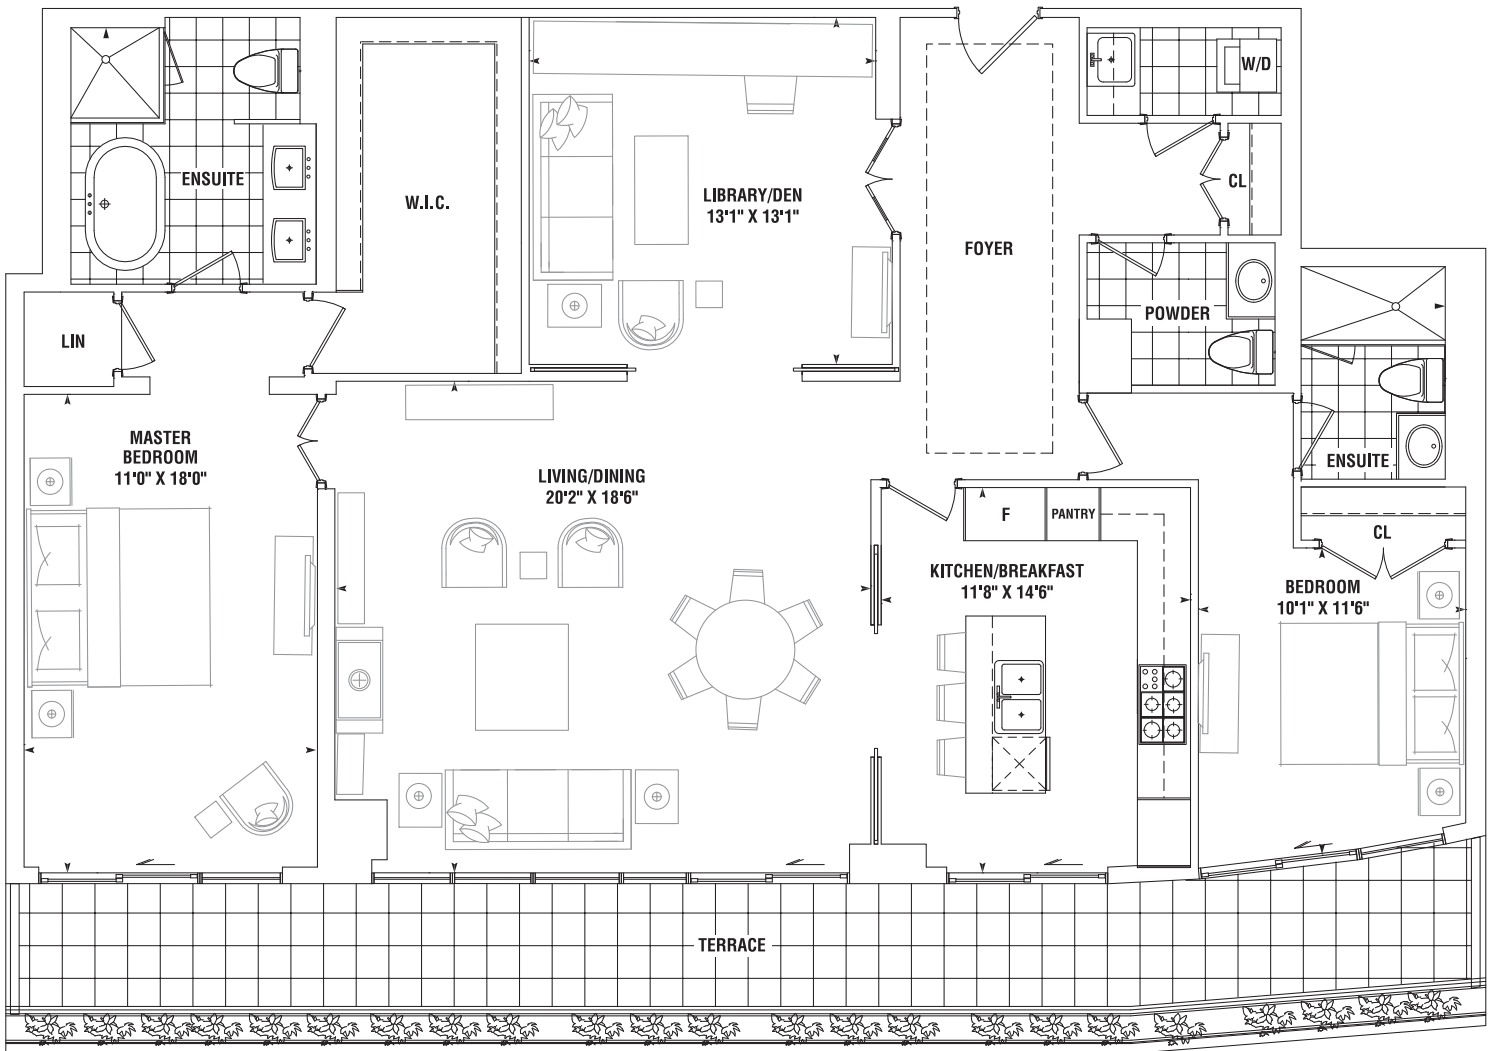 W/D
ENSUITE
W.I.C.
LIBRARY/DEN
13'1" X 13'1"
CL
FOYER
POWDER
LIN
MASTER
BEDROOM
11'0" X 18'0"
LIVING/DINING
20'2" X 18'6"
ENSUITE
F
PANTRY
CL
KITCHEN/BREAKFAST
11'8" X 14'6"
BEDROOM
10'1" X 11'6"
TERRACE